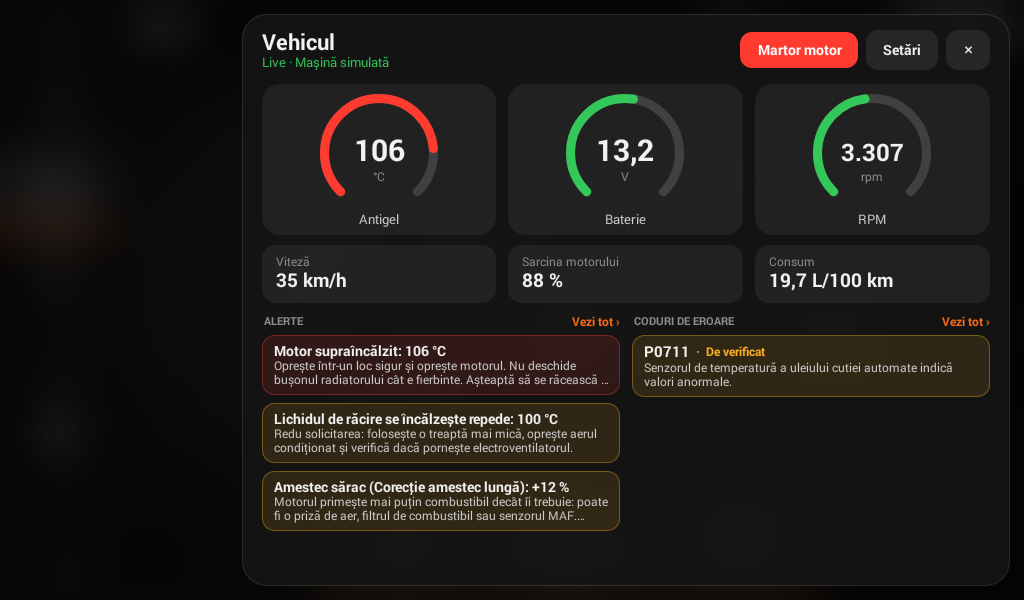 Vehicul
Live · Mașină simulată
Martor motor
Setări
×
106
°C
Antigel
13,2
V
Baterie
3.307
rpm
RPM
Viteză
35 km/h
Sarcina motorului
88 %
Consum
19,7 L/100 km
ALERTE
Vezi tot ›
Motor supraîncălzit: 106 °C
Oprește într-un loc sigur și oprește motorul. Nu deschide
bușonul radiatorului cât e fierbinte. Așteaptă să se răcească ...
Lichidul de răcire se încălzește repede: 100 °C
Redu solicitarea: folosește o treaptă mai mică, oprește aerul
condiționat și verifică dacă pornește electroventilatorul.
Amestec sărac (Corecție amestec lungă): +12 %
Motorul primește mai puțin combustibil decât îi trebuie: poate
fi o priză de aer, filtrul de combustibil sau senzorul MAF....
CODURI DE EROARE
Vezi tot ›
P0711 · De verificat
Senzorul de temperatură a uleiului cutiei automate indică
valori anormale.